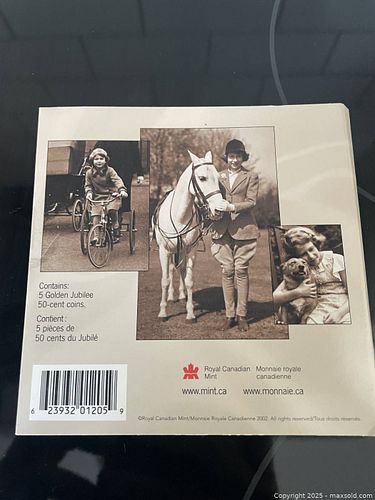 Contains:
5 Golden Jubilee
50-cent coins.
Contient :
5 pièces de
50 cents du Jubilé
Royal Canadian Mint
Monnaie royale canadienne
www.mint.ca
www.monnaie.ca
6 23932 01205 9
©Royal Canadian Mint/Monnaie Royale Canadienne 2002. All rights reserved/Tous droits réservés.
Copyright 2025 - maxsold.com